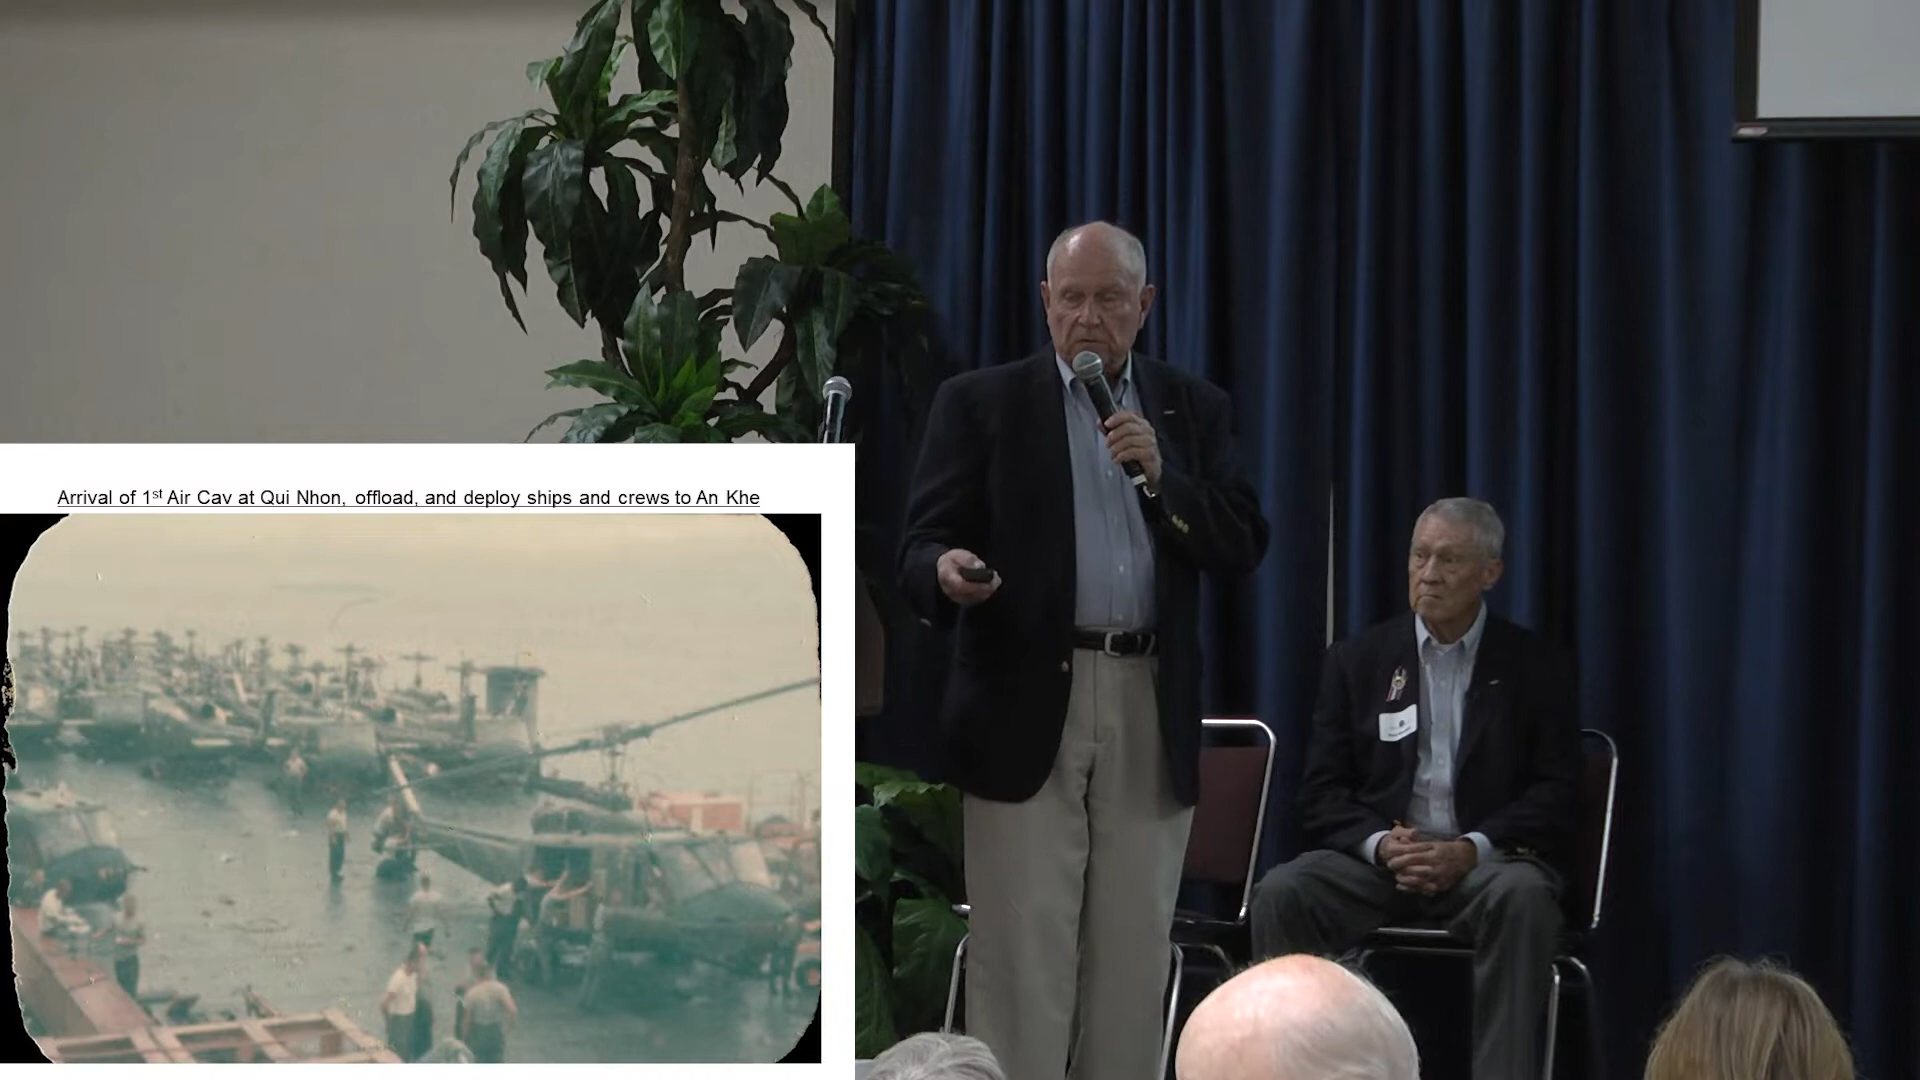 Arrival of 1st Air Cav at Qui Nhon, offload, and deploy ships and crews to An Khe